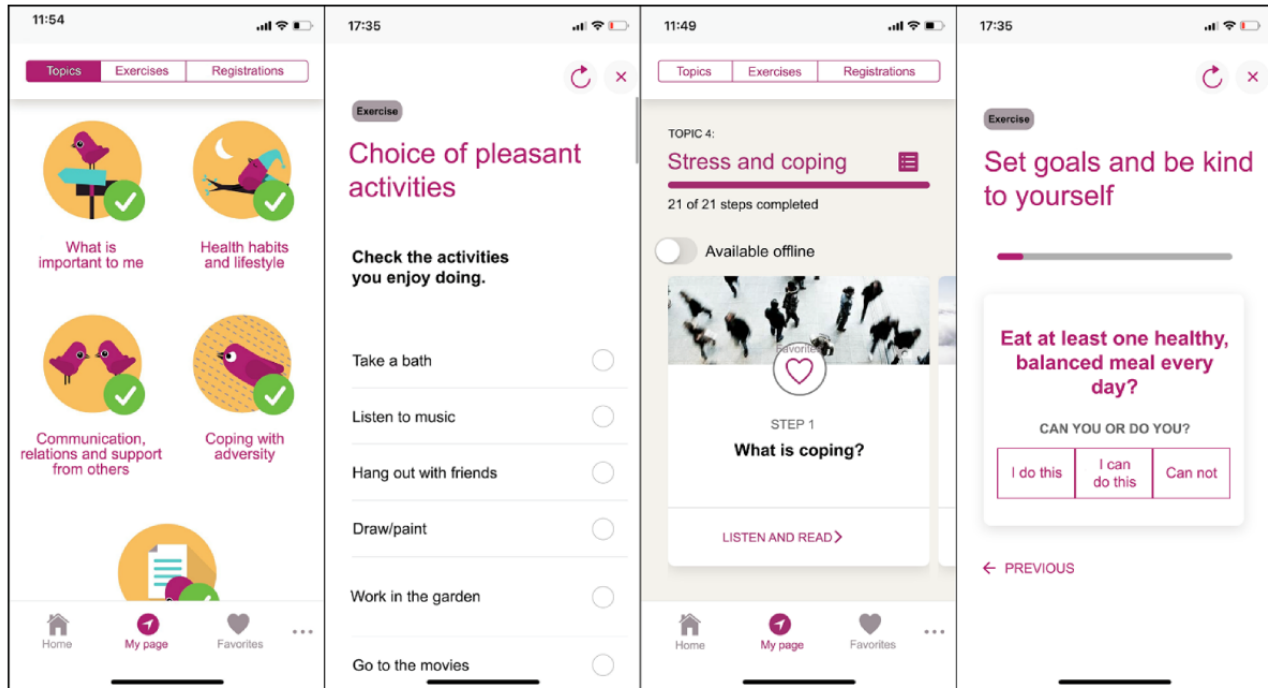 11:54
Topics
Exercises
Registrations
What is
important to me
Health habits
and lifestyle
Communication,
relations and support
from others
Coping with
adversity
Home
My page
Favorites
17:35
Exercise
Choice of pleasant
activities
Check the activities
you enjoy doing.
Take a bath
Listen to music
Hang out with friends
Draw/paint
Work in the garden
Go to the movies
11:49
Topics
Exercises
Registrations
TOPIC 4:
Stress and coping
21 of 21 steps completed
Available offline
Favorites
STEP 1
What is coping?
LISTEN AND READ
Home
My page
Favorites
17:35
Exercise
Set goals and be kind
to yourself
Eat at least one healthy,
balanced meal every
day?
CAN YOU OR DO YOU?
I do this
I can
do this
Can not
PREVIOUS